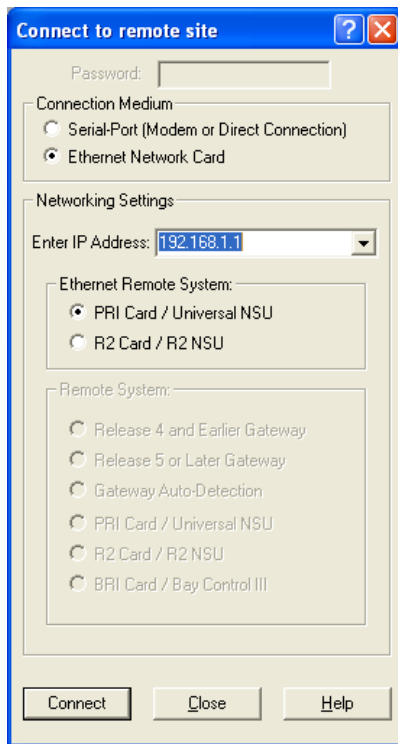 Connect to remote site
Password:
Connection Medium
Serial-Port (Modem or Direct Connection)
Ethernet Network Card
Networking Settings
Enter IP Address: 192.168.1.1
Ethernet Remote System:
PRI Card / Universal NSU
R2 Card / R2 NSU
Remote System:
Release 4 and Earlier Gateway
Release 5 or Later Gateway
Gateway Auto-Detection
PRI Card / Universal NSU
R2 Card / R2 NSU
BRI Card / Bay Control III
Connect Close Help